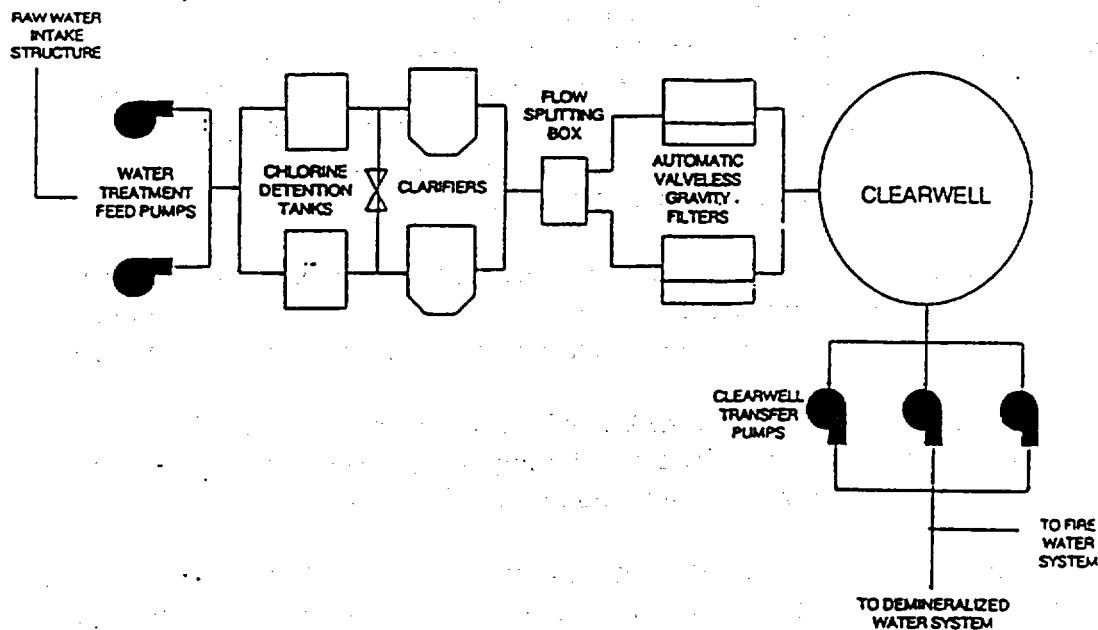 RAW WATER
INTAKE
STRUCTURE
WATER
TREATMENT
FEED PUMPS
CHLORINE
DETENTION
TANKS
CLARIFIERS
FLOW
SPLITTING
BOX
AUTOMATIC
VALVELESS
GRAVITY
FILTERS
CLEARWELL
CLEARWELL
TRANSFER
PUMPS
TO FIRE
WATER
SYSTEM
TO DEMINERALIZED
WATER SYSTEM